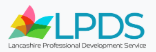 LPDS
Lancashire Professional Development Service